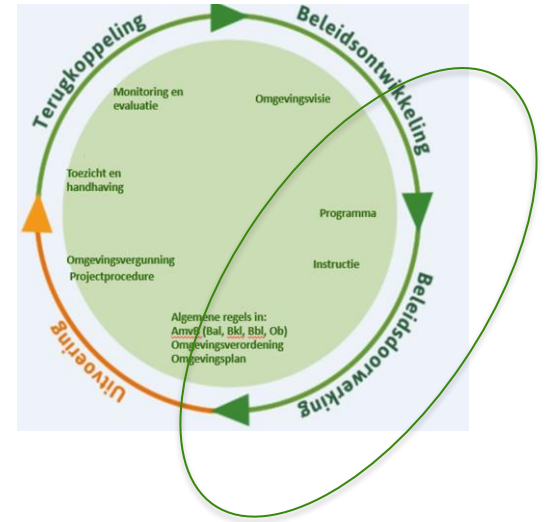 Terugkoppeling
Beleidsontwikkeling
Monitoring en
evaluatie
Omgevingsvisie
Toezicht en
handhaving
Programma
Omgevingsvergunning
Projectprocedure
Instructie
Algemene regels in:
AmvB (Bal, Bkl, Bbl, Ob)
Omgevingsverordening
Omgevingsplan
Beleidsdoorwerking
Uitvoering